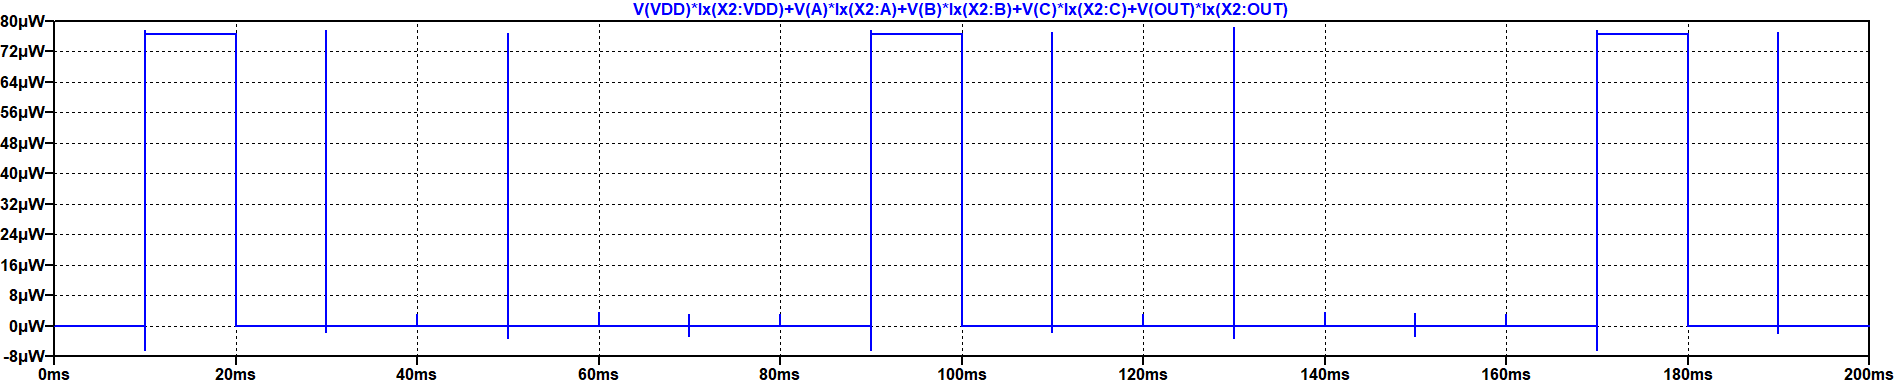 V(VDD)*Ix(X2:VDD)+V(A)*Ix(X2:A)+V(B)*Ix(X2:B)+V(C)*Ix(X2:C)+V(OUT)*Ix(X2:OUT)
80µW
72µW
64µW
56µW
48µW
40µW
32µW
24µW
16µW
8µW
0µW
-8µW
0ms 20ms 40ms 60ms 80ms 100ms 120ms 140ms 160ms 180ms 200ms